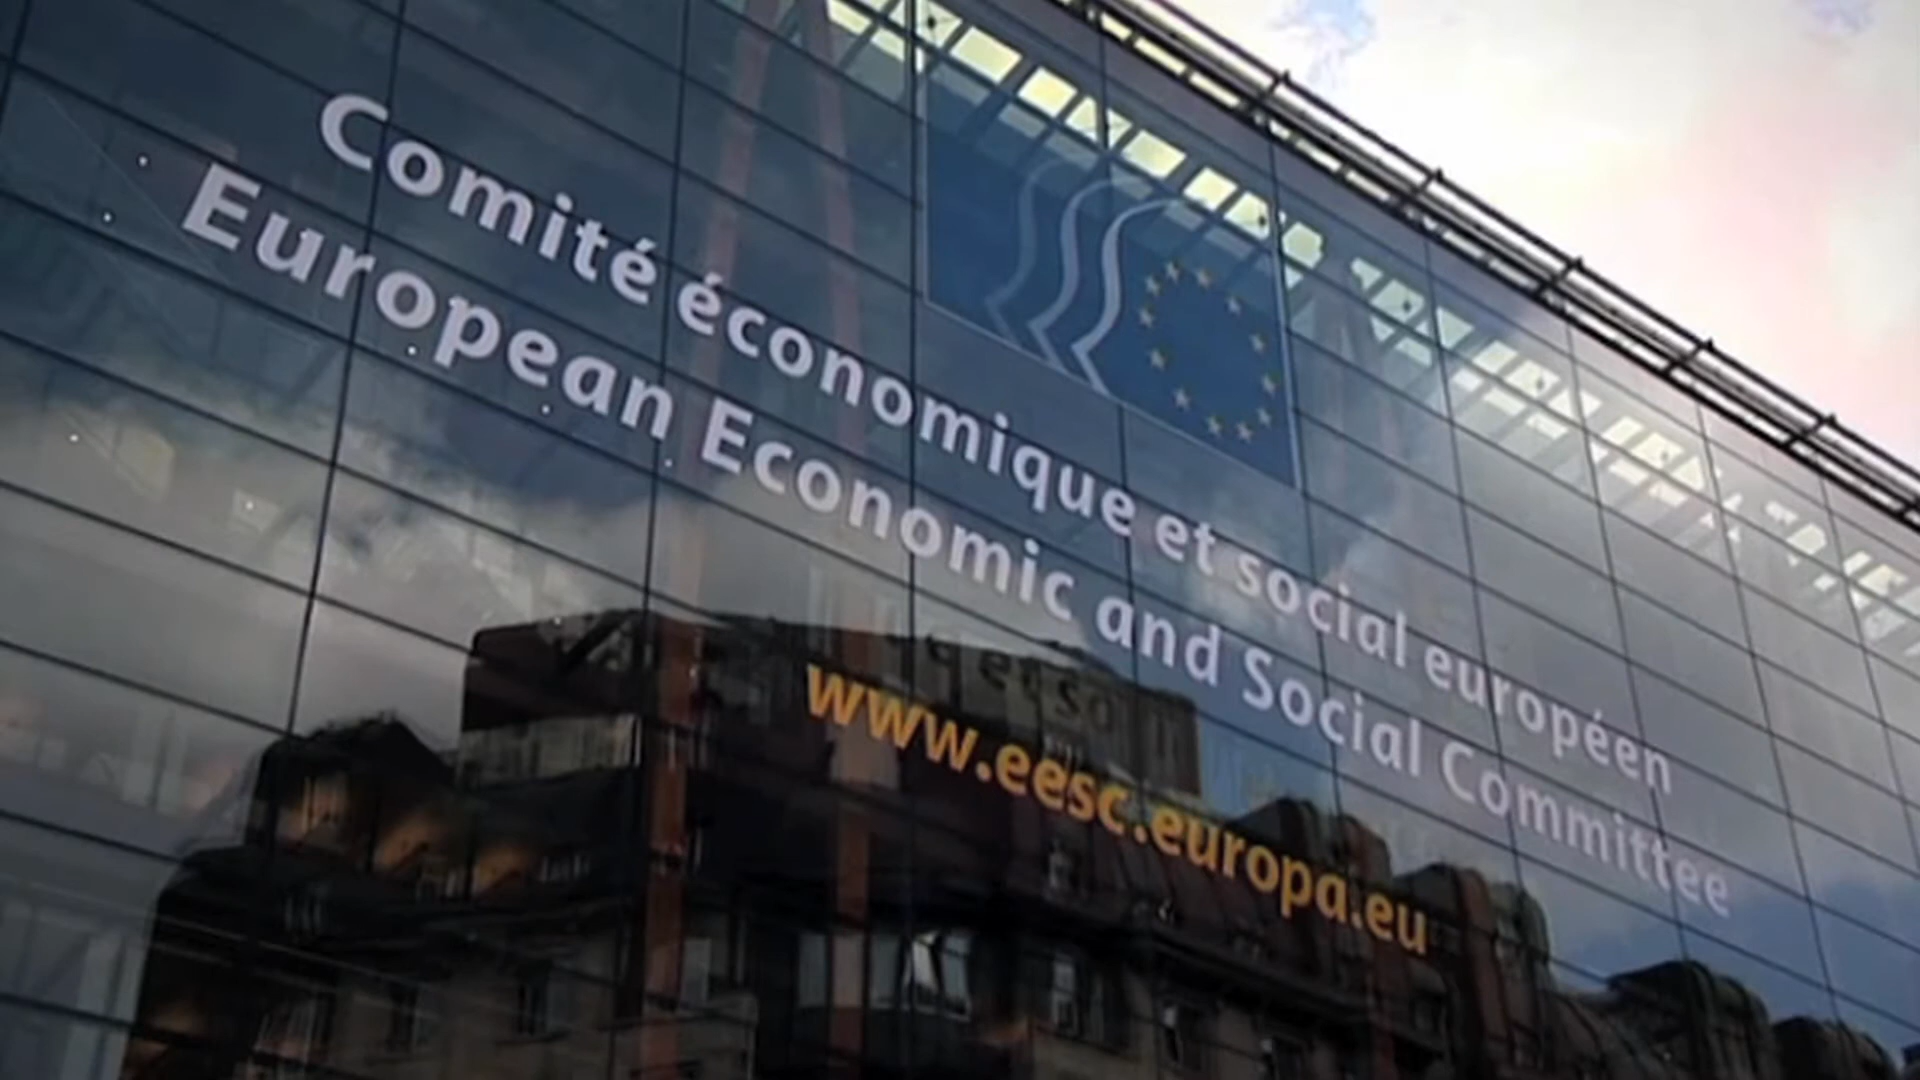 Comité économique et social européen
European Economic and Social Committee
www.eesc.europa.eu